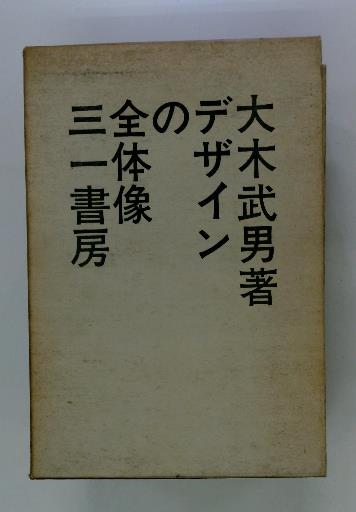 大木武男著
デザイン
の
全体像
三一書房